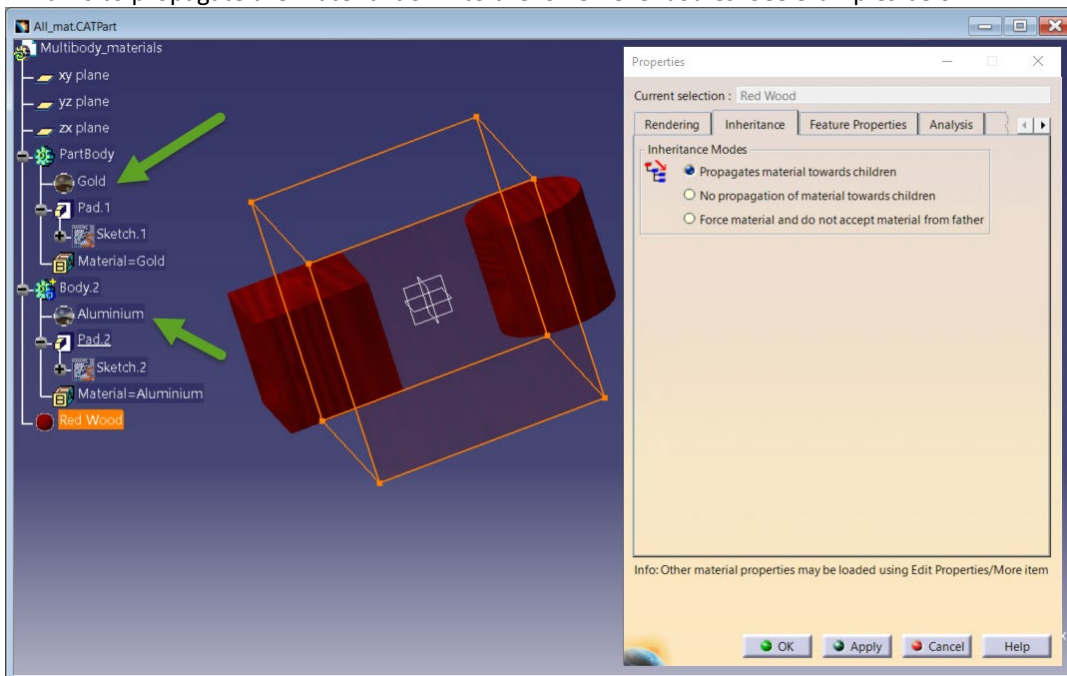 All_mat.CATPart
Multibody_materials
xy plane
yz plane
zx plane
PartBody
Gold
Pad.1
Sketch.1
Material=Gold
Body.2
Aluminium
Pad.2
Sketch.2
Material=Aluminium
Red Wood
Properties
Current selection : Red Wood
Rendering Inheritance Feature Properties Analysis
Inheritance Modes
Propagates material towards children
No propagation of material towards children
Force material and do not accept material from father
Info: Other material properties may be loaded using Edit Properties/More item
OK Apply Cancel Help